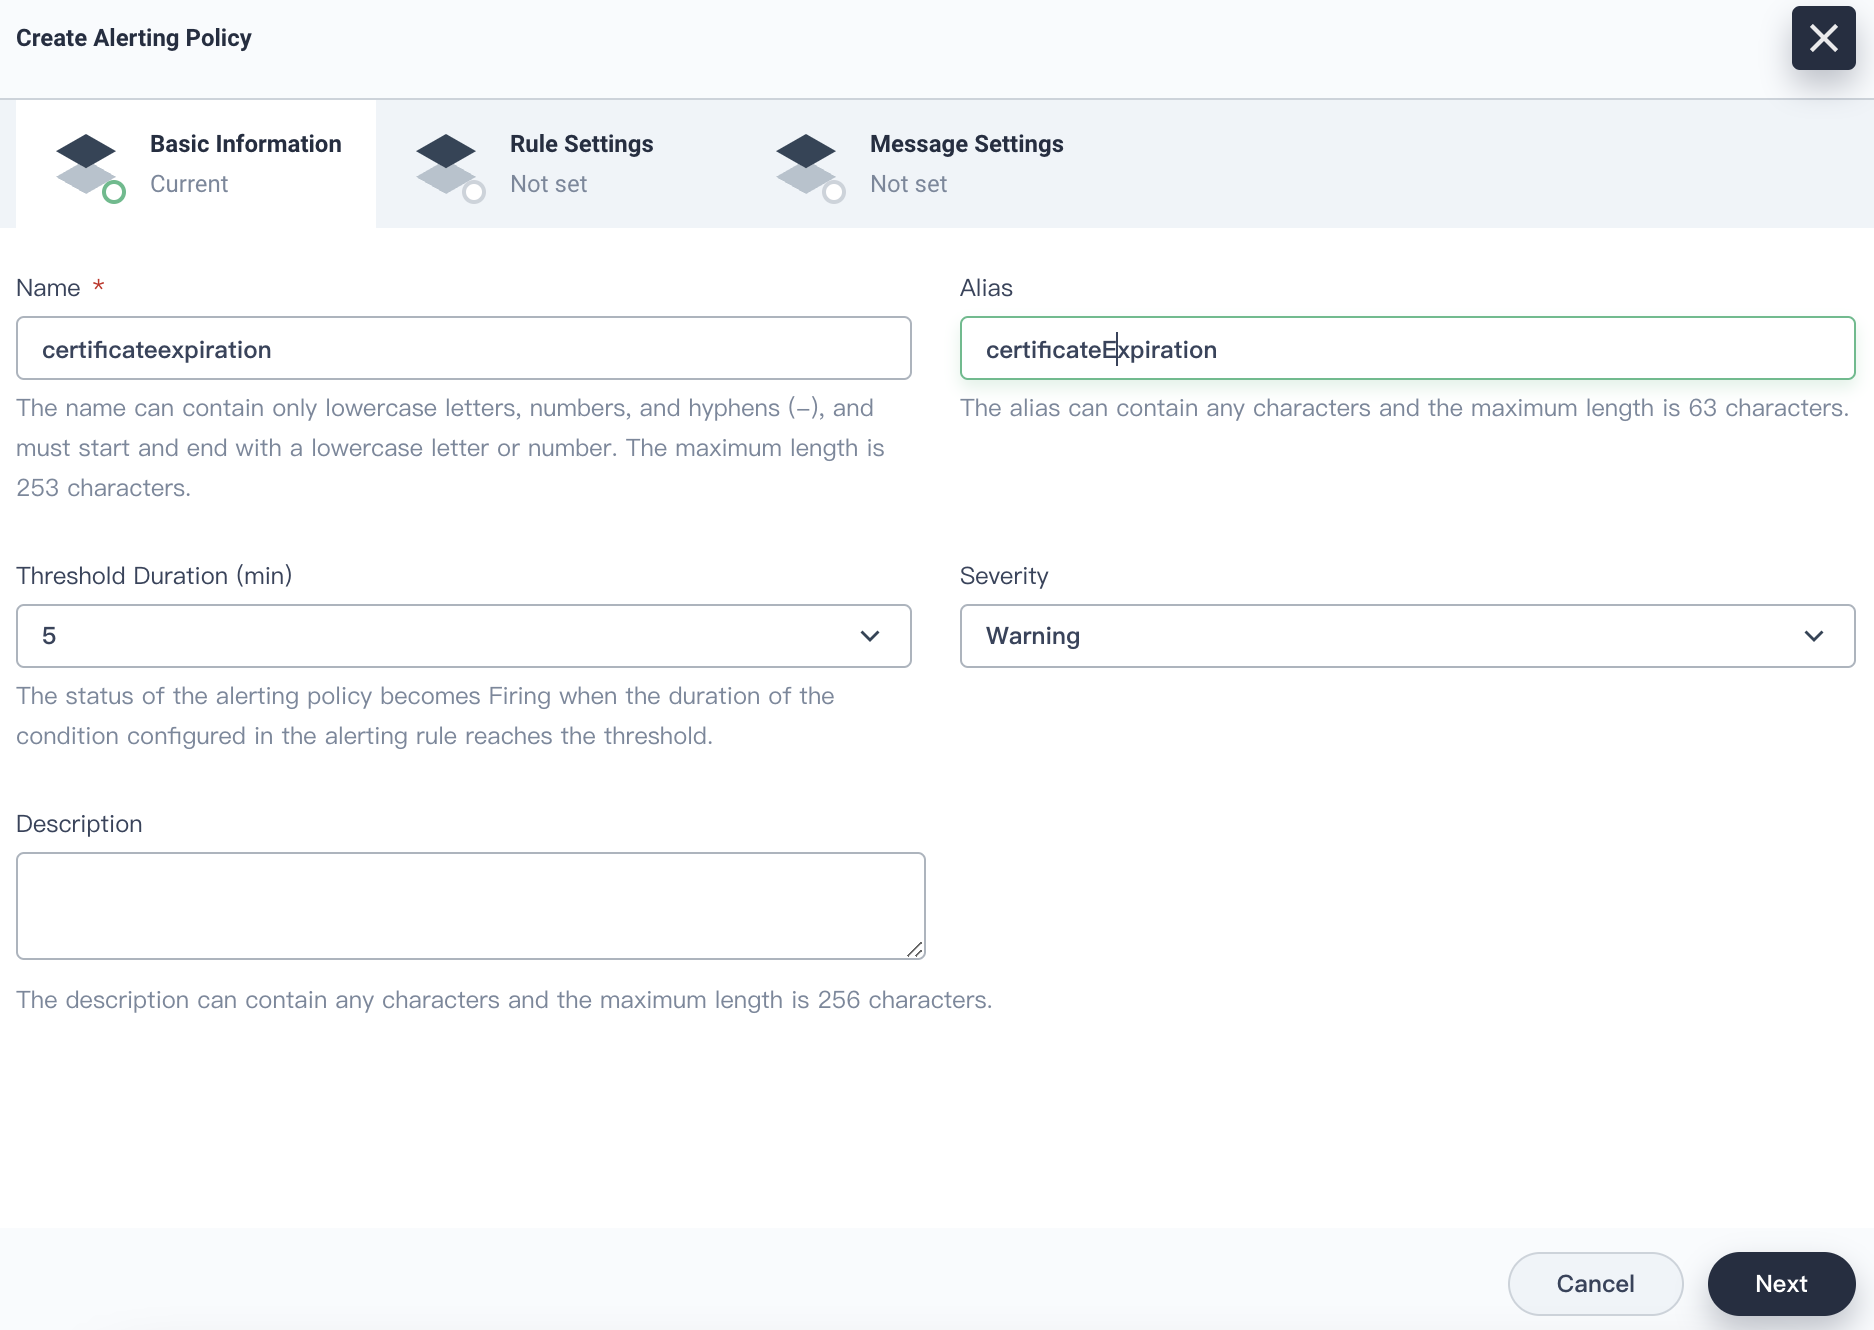 Create Alerting Policy
Basic Information
Current
Rule Settings
Not set
Message Settings
Not set
Name *
certificateexpiration
The name can contain only lowercase letters, numbers, and hyphens (–), and
must start and end with a lowercase letter or number. The maximum length is
253 characters.
Alias
certificateExpiration
The alias can contain any characters and the maximum length is 63 characters.
Threshold Duration (min)
5
The status of the alerting policy becomes Firing when the duration of the
condition configured in the alerting rule reaches the threshold.
Severity
Warning
Description
The description can contain any characters and the maximum length is 256 characters.
Cancel
Next